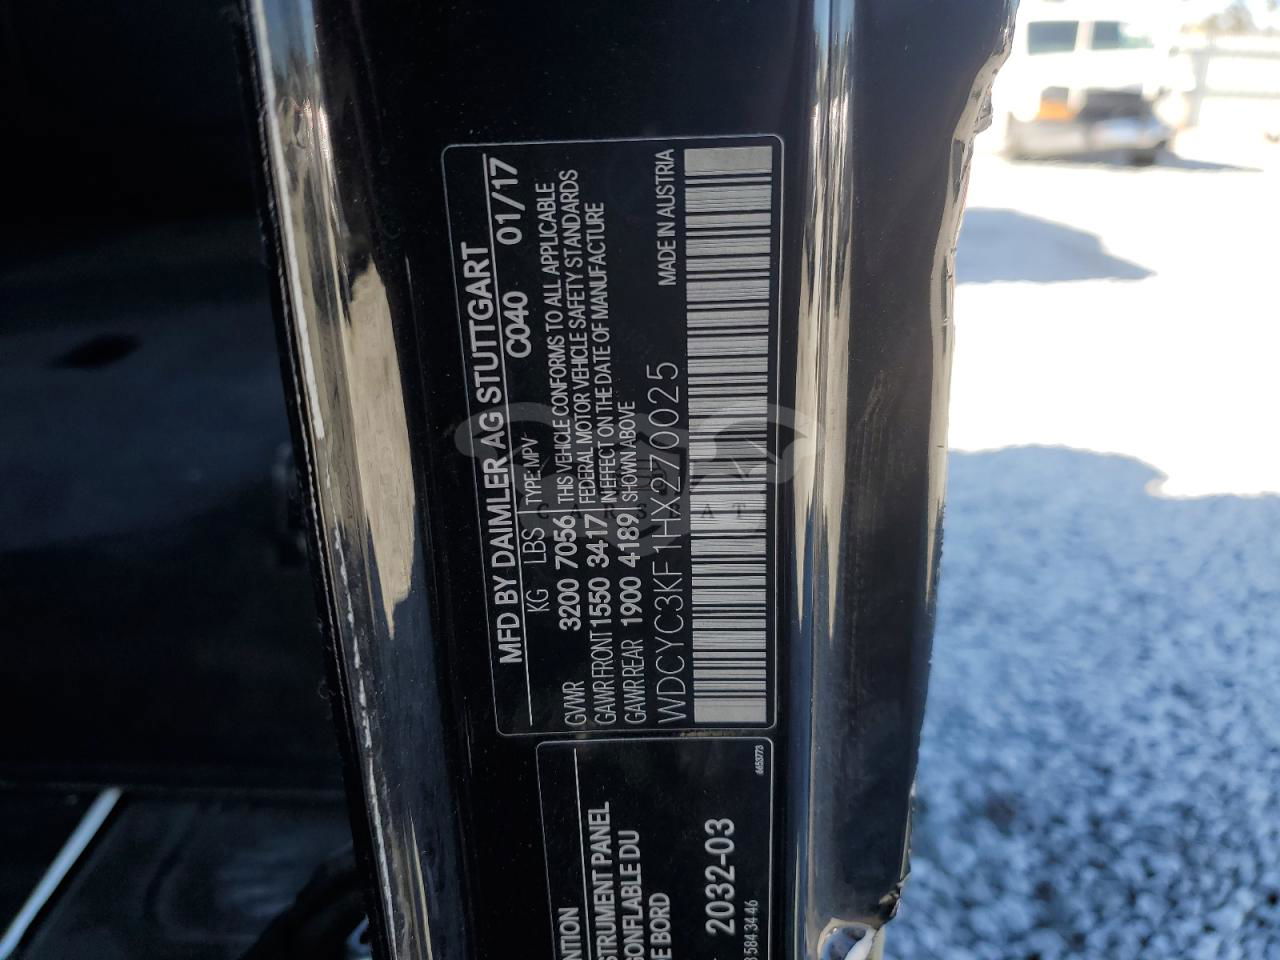 MFD BY DAIMLER AG STUTTGART
C040 01/17
KG LBS TYPE: MPV
GVWR 3200 7056 THIS VEHICLE CONFORMS TO ALL APPLICABLE
GAWR FRONT 1550 3417 FEDERAL MOTOR VEHICLE SAFETY STANDARDS
GAWR REAR 1900 4189 IN EFFECT ON THE DATE OF MANUFACTURE
SHOWN ABOVE
WDCYC3KF1HX270025 MADE IN AUSTRIA
NTION
STRUMENT PANEL
GONFLABLE DU
E BORD
2032-03
5843446